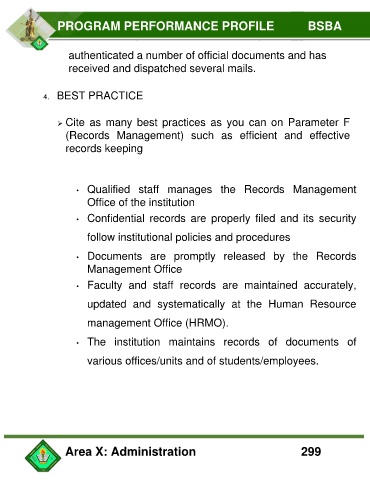 PROGRAM PERFORMANCE PROFILE BSBA
authenticated a number of official documents and has
received and dispatched several mails.
4. BEST PRACTICE
➢ Cite as many best practices as you can on Parameter F
(Records Management) such as efficient and effective
records keeping
• Qualified staff manages the Records Management
Office of the institution
• Confidential records are properly filed and its security
follow institutional policies and procedures
• Documents are promptly released by the Records
Management Office
• Faculty and staff records are maintained accurately,
updated and systematically at the Human Resource
management Office (HRMO).
• The institution maintains records of documents of
various offices/units and of students/employees.
Area X: Administration 299